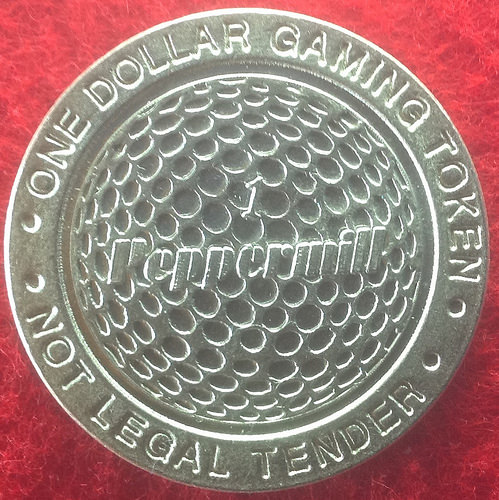 ONE DOLLAR GAMING TOKEN
1
Peppermill
NOT LEGAL TENDER